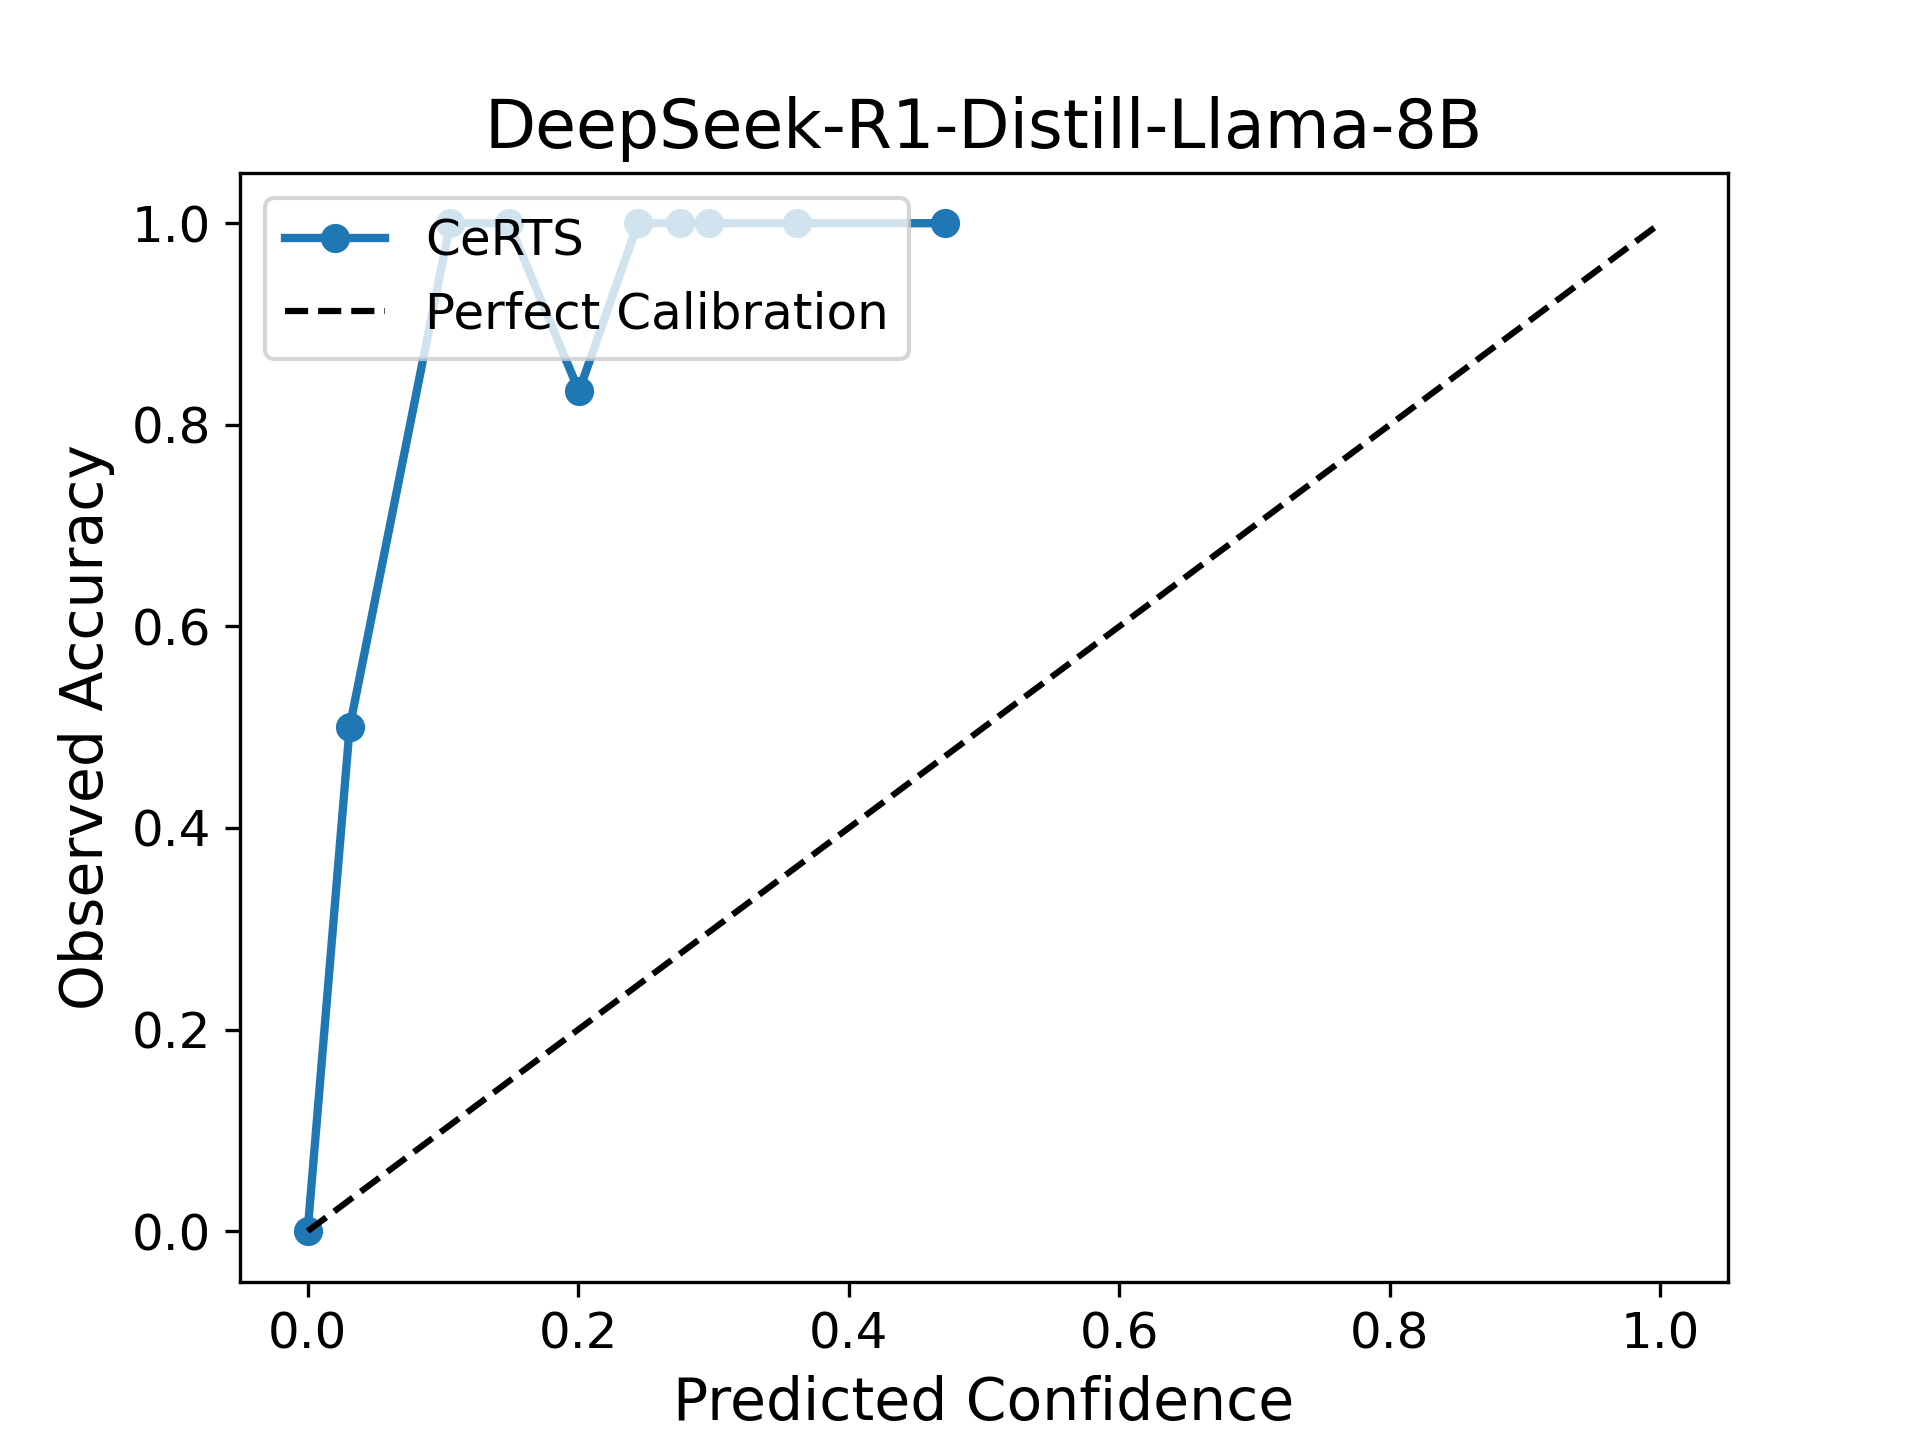 DeepSeek-R1-Distill-Llama-8B
CeRTS
Perfect Calibration
1.0
0.8
0.6
0.4
0.2
0.0
Observed Accuracy
0.0 0.2 0.4 0.6 0.8 1.0
Predicted Confidence